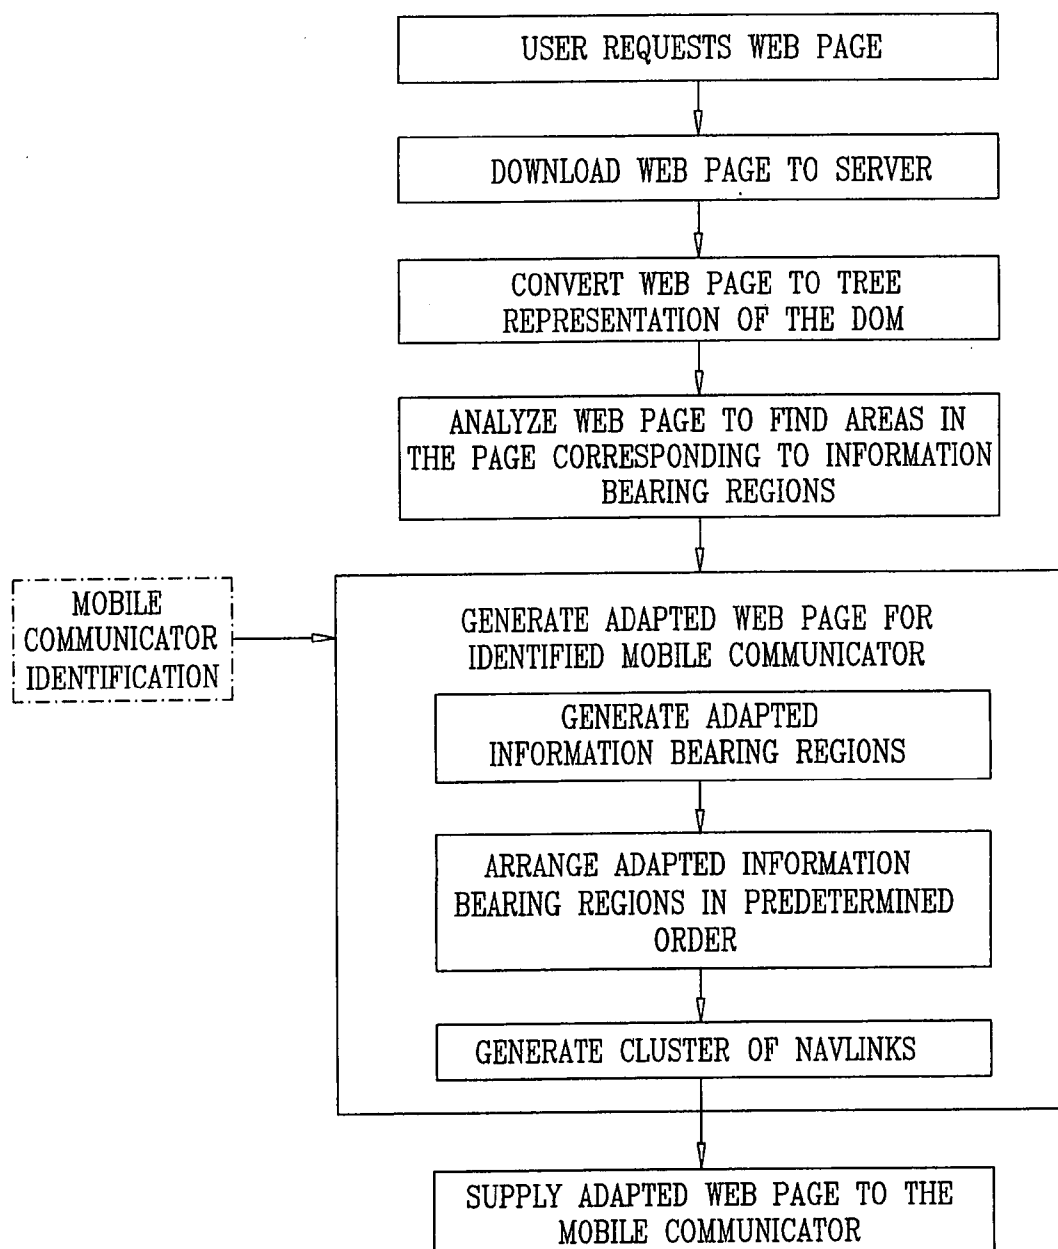 USER REQUESTS WEB PAGE
DOWNLOAD WEB PAGE TO SERVER
CONVERT WEB PAGE TO TREE
REPRESENTATION OF THE DOM
ANALYZE WEB PAGE TO FIND AREAS IN
THE PAGE CORRESPONDING TO INFORMATION
BEARING REGIONS
MOBILE
COMMUNICATOR
IDENTIFICATION
GENERATE ADAPTED WEB PAGE FOR
IDENTIFIED MOBILE COMMUNICATOR
GENERATE ADAPTED
INFORMATION BEARING REGIONS
ARRANGE ADAPTED INFORMATION
BEARING REGIONS IN PREDETERMINED
ORDER
GENERATE CLUSTER OF NAVLINKS
SUPPLY ADAPTED WEB PAGE TO THE
MOBILE COMMUNICATOR